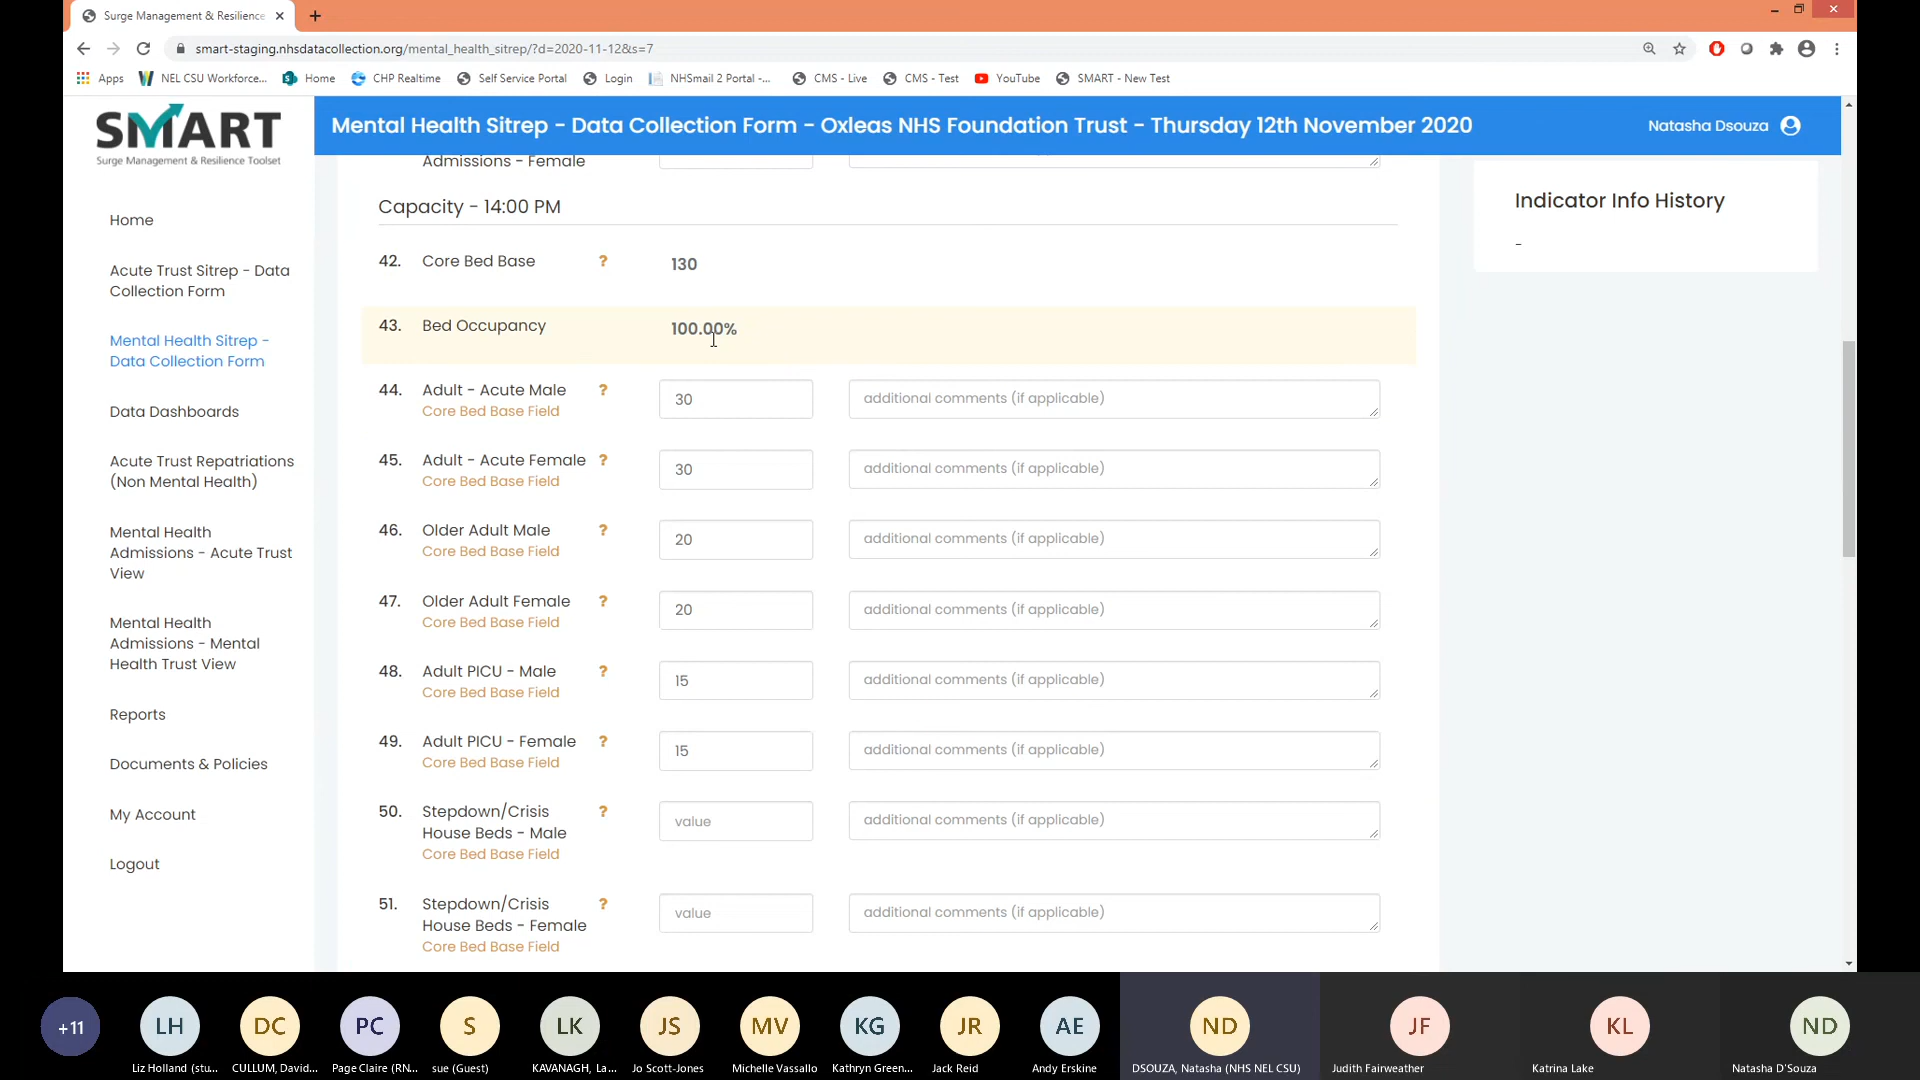 Surge Management & Resilience
smart-staging.nhsdatacollection.org/mental_health_sitrep/?d=2020-11-12&s=7
Apps
NEL CSU Workforce...
Home
CHP Realtime
Self Service Portal
Login
NHSmail 2 Portal -...
CMS - Live
CMS - Test
YouTube
SMART - New Test
SMART
Surge Management & Resilience Toolset
Mental Health Sitrep - Data Collection Form - Oxleas NHS Foundation Trust - Thursday 12th November 2020
Natasha Dsouza
Home
Acute Trust Sitrep - Data
Collection Form
Mental Health Sitrep -
Data Collection Form
Data Dashboards
Acute Trust Repatriations
(Non Mental Health)
Mental Health
Admissions - Acute Trust
View
Mental Health
Admissions - Mental
Health Trust View
Reports
Documents & Policies
My Account
Logout
Admissions - Female
Capacity - 14:00 PM
42. Core Bed Base ? 130
43. Bed Occupancy 100.00%
44. Adult - Acute Male ? 30 additional comments (if applicable)
Core Bed Base Field
45. Adult - Acute Female ? 30 additional comments (if applicable)
Core Bed Base Field
46. Older Adult Male ? 20 additional comments (if applicable)
Core Bed Base Field
47. Older Adult Female ? 20 additional comments (if applicable)
Core Bed Base Field
48. Adult PICU - Male ? 15 additional comments (if applicable)
Core Bed Base Field
49. Adult PICU - Female ? 15 additional comments (if applicable)
Core Bed Base Field
50. Stepdown/Crisis ? value additional comments (if applicable)
House Beds - Male
Core Bed Base Field
51. Stepdown/Crisis ? value additional comments (if applicable)
House Beds - Female
Core Bed Base Field
Indicator Info History
-
+11
LH
DC
PC
S
LK
JS
MV
KG
JR
AE
ND
JF
KL
ND
Liz Holland (stu...
CULLUM, David...
Page Claire (RN...
sue (Guest)
KAVANAGH, La...
Jo Scott-Jones
Michelle Vassallo
Kathryn Green...
Jack Reid
Andy Erskine
DSOUZA, Natasha (NHS NEL CSU)
Judith Fairweather
Katrina Lake
Natasha D'Souza